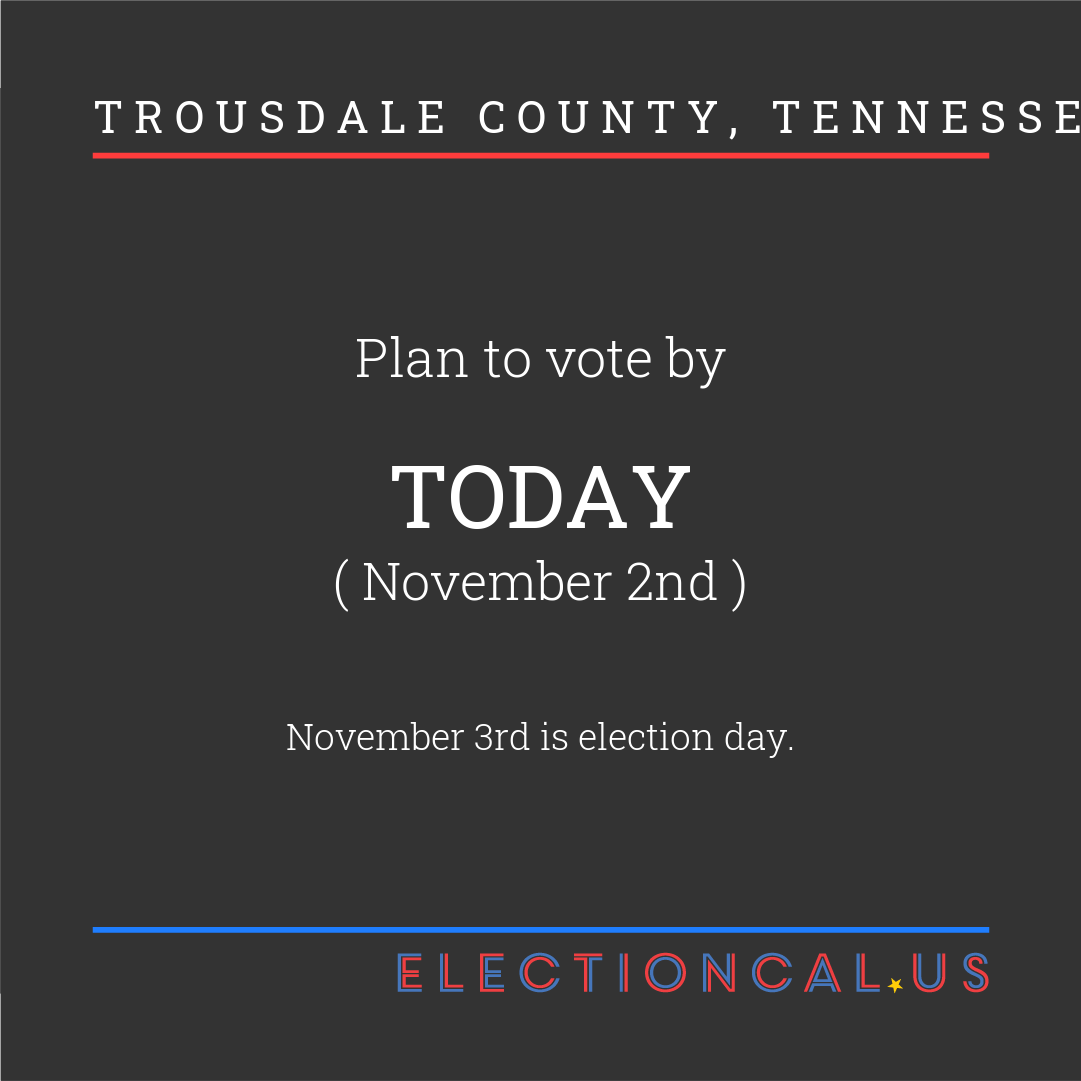 TROUSDALE COUNTY, TENNESSE
Plan to vote by
TODAY
( November 2nd )
November 3rd is election day.
ELECTIONCAL.US